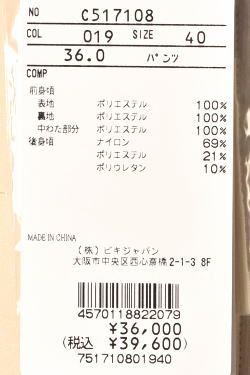 NO C517108
COL 019 SIZE 40
36.0 パンツ
COMP
前身頃
表地 ポリエステル 100%
裏地 ポリエステル 100%
中わた部分 ポリエステル 100%
後身頃 ナイロン 69%
ポリエステル 21%
ポリウレタン 10%
MADE IN CHINA
(株) ビキジャパン
大阪市中央区西心斎橋2-1-3 8F
4570118822079
¥36,000
(税込 ¥39,600)
751710801940